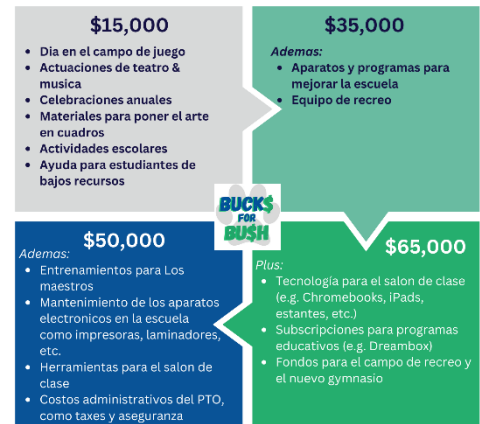 $15,000
• Dia en el campo de juego
• Actuaciones de teatro &
musica
• Celebraciones anuales
• Materiales para poner el arte
en cuadros
• Actividades escolares
• Ayuda para estudiantes de
bajos recursos
$35,000
Ademas:
• Aparatos y programas para
mejorar la escuela
• Equipo de recreo
BUCK$
FOR
BU$H
$50,000
Ademas:
• Entrenamientos para Los
maestros
• Mantenimiento de los aparatos
electronicos en la escuela
como impresoras, laminadores,
etc.
• Herramientas para el salon de
clase
• Costos administrativos del PTO,
como taxes y aseguranza
$65,000
Plus:
• Tecnología para el salon de clase
(e.g. Chromebooks, iPads,
estantes, etc.)
• Subscripciones para programas
educativos (e.g. Dreambox)
• Fondos para el campo de recreo y
el nuevo gymnasio